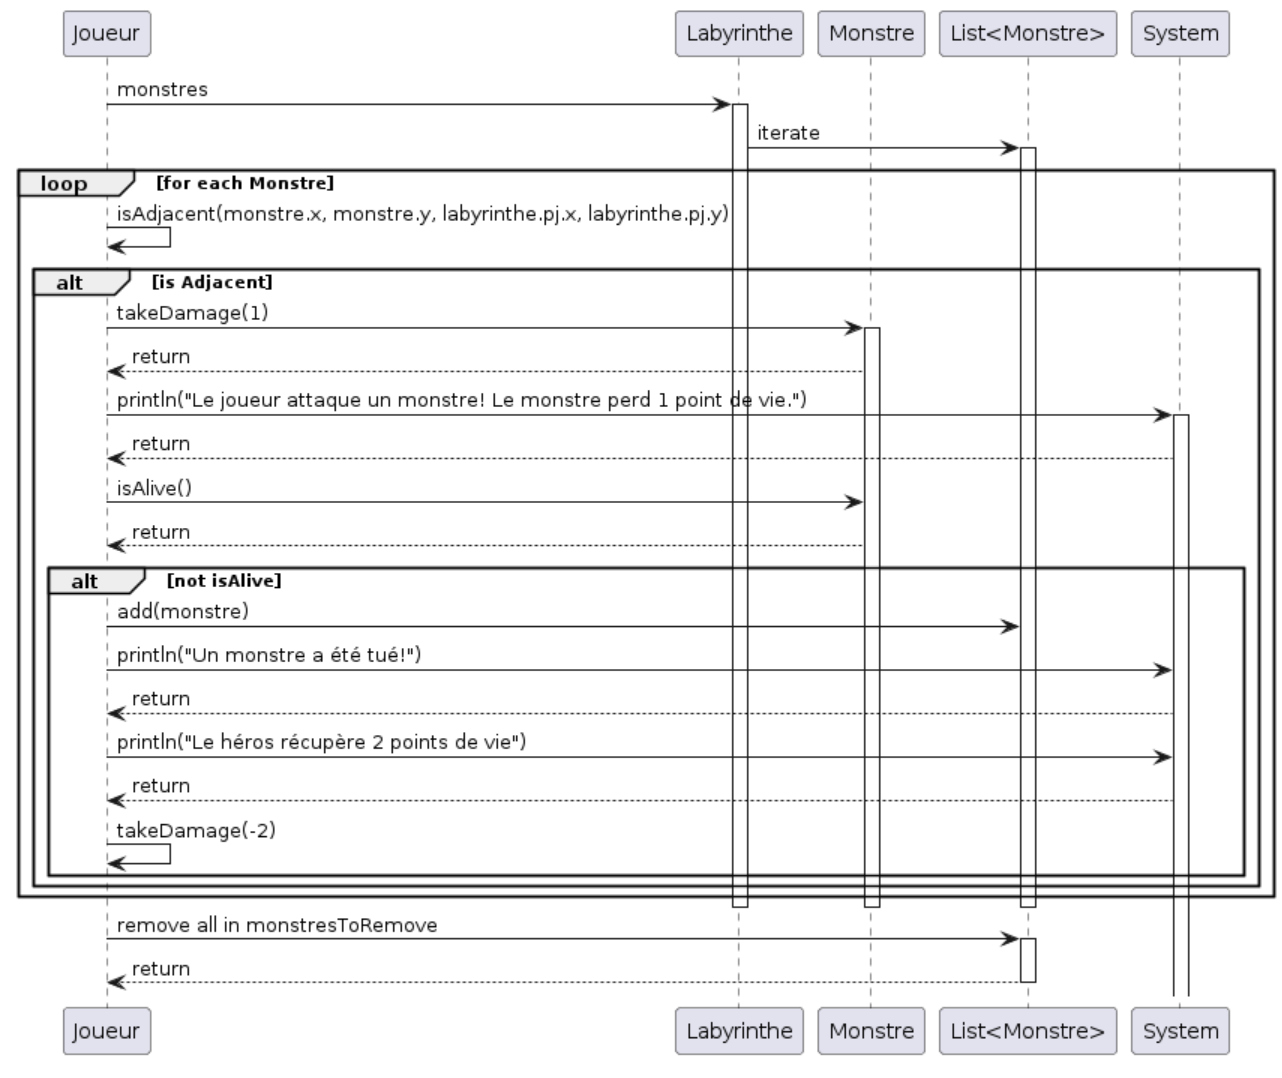 Joueur
Labyrinthe
Monstre
List<Monstre>
System
monstres
iterate
loop
[for each Monstre]
isAdjacent(monstre.x, monstre.y, labyrinthe.pj.x, labyrinthe.pj.y)
alt
[is Adjacent]
takeDamage(1)
return
println("Le joueur attaque un monstre! Le monstre perd 1 point de vie.")
return
isAlive()
return
alt
[not isAlive]
add(monstre)
println("Un monstre a été tué!")
return
println("Le héros récupère 2 points de vie")
return
takeDamage(-2)
remove all in monstresToRemove
return
Joueur
Labyrinthe
Monstre
List<Monstre>
System